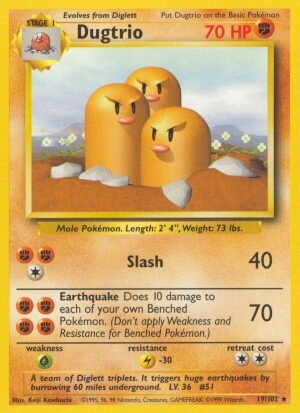 Evolves from Diglett
Put Dugtrio on the Basic Pokémon
STAGE 1
Dugtrio
70 HP
Mole Pokémon. Length: 2' 4", Weight: 73 lbs.
Slash 40
Earthquake Does 10 damage to
each of your own Benched
Pokémon. (Don't apply Weakness and
Resistance for Benched Pokémon.)
70
weakness
resistance
retreat cost
-30
A team of Diglett triplets. It triggers huge earthquakes by
burrowing 60 miles underground. LV. 36 #51
Illus. Keiji Kinebuchi
©1995, 96, 98 Nintendo, Creatures, GAMEFREAK. ©1999 Wizards.
19/102 ★